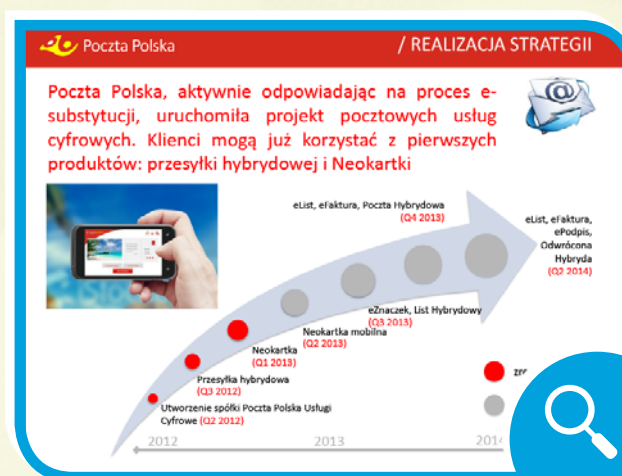 Poczta Polska
/ REALIZACJA STRATEGII
Poczta Polska, aktywnie odpowiadając na proces e-
substytucji, uruchomiła projekt pocztowych usług
cyfrowych. Klienci mogą już korzystać z pierwszych
produktów: przesyłki hybrydowej i Neokartki
@
eList, eFaktura, Poczta Hybrydowa
(Q4 2013)
eList, eFaktura,
ePodpis,
Odwrócona
Hybryda
(Q2 2014)
eZnaczek, List Hybrydowy
(Q3 2013)
Neokartka mobilna
(Q2 2013)
Neokartka
(Q1 2013)
Przesyłka hybrydowa
(Q3 2012)
Utworzenie spółki Poczta Polska Usługi
Cyfrowe (Q2 2012)
2012
2013
2014